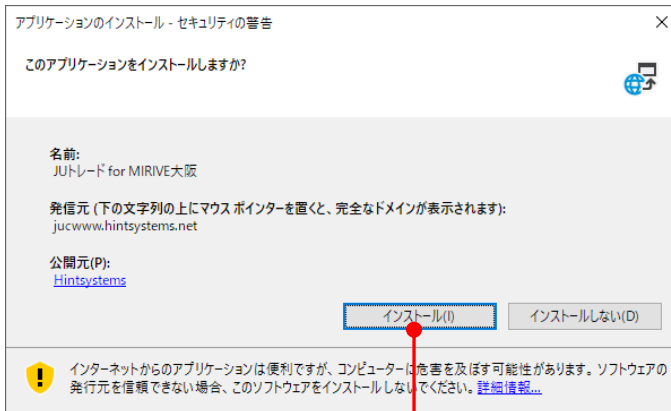 アプリケーションのインストール - セキュリティの警告
このアプリケーションをインストールしますか?
名前:
JUトレード for MIRIVE大阪
発信元 (下の文字列の上にマウス ポインターを置くと、完全なドメインが表示されます):
jucwww.hintsystems.net
公開元(P):
Hintsystems
インストール(I) インストールしない(D)
インターネットからのアプリケーションは便利ですが、コンピューターに危害を及ぼす可能性があります。ソフトウェアの
発行元を信頼できない場合、このソフトウェアをインストールしないでください。詳細情報...